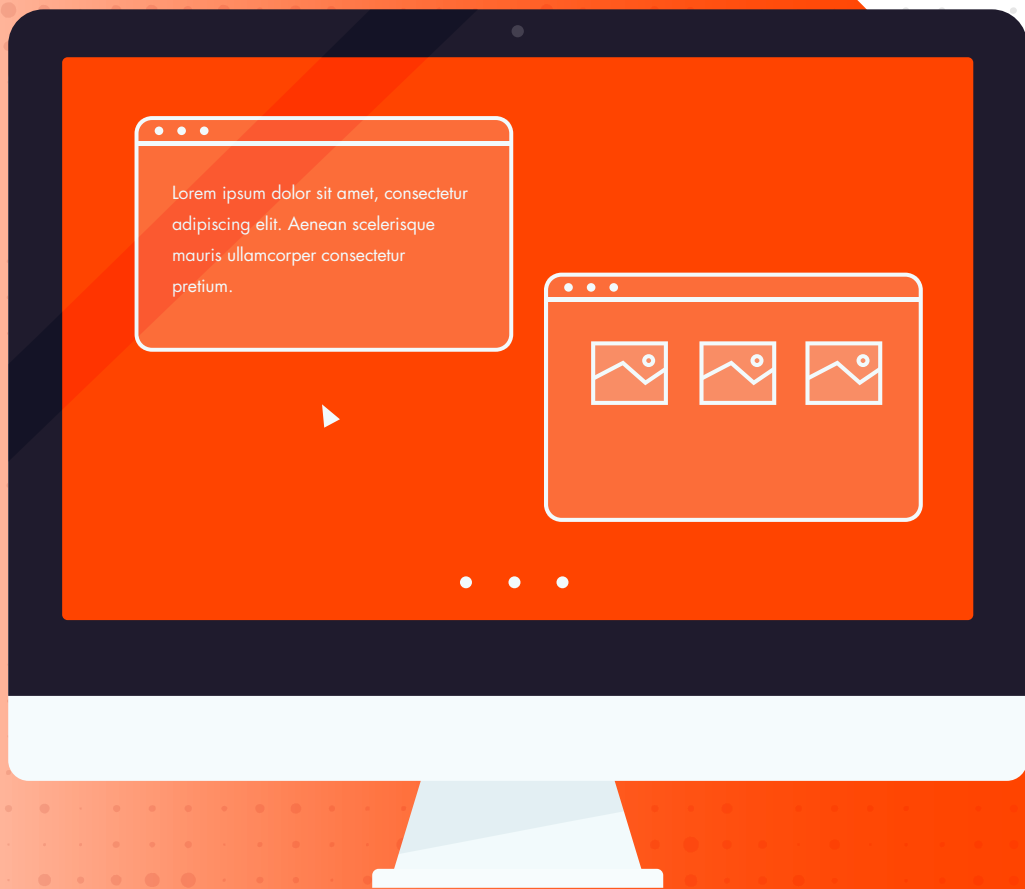 Lorem ipsum dolor sit amet, consectetur
adipiscing elit. Aenean scelerisque
mauris ullamcorper consectetur
pretium.